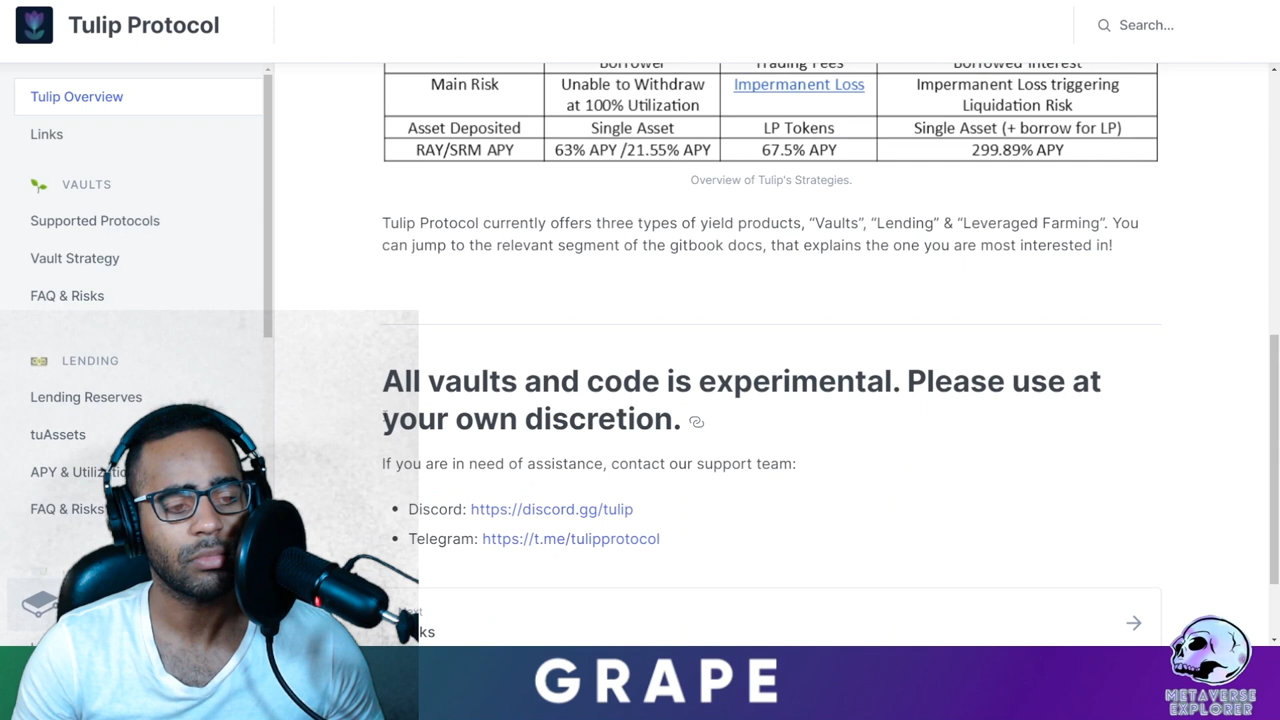 Tulip Protocol
Search...
Tulip Overview
Links
VAULTS
Supported Protocols
Vault Strategy
FAQ & Risks
LENDING
Lending Reserves
tuAssets
APY &
FAQ & Risks
Borrower
Trading Fees
Borrowed Interest
Main Risk
Unable to Withdraw
at 100% Utilization
Impermanent Loss
Impermanent Loss triggering
Liquidation Risk
Asset Deposited
Single Asset
LP Tokens
Single Asset (+ borrow for LP)
RAY/SRM APY
63% APY /21.55% APY
67.5% APY
299.89% APY
Overview of Tulip's Strategies.
Tulip Protocol currently offers three types of yield products, “Vaults”, “Lending” & “Leveraged Farming”. You
can jump to the relevant segment of the gitbook docs, that explains the one you are most interested in!
All vaults and code is experimental. Please use at
your own discretion.
If you are in need of assistance, contact our support team:
• Discord: https://discord.gg/tulip
• Telegram: https://t.me/tulipprotocol
GRAPE
METAVERSE
EXPLORER